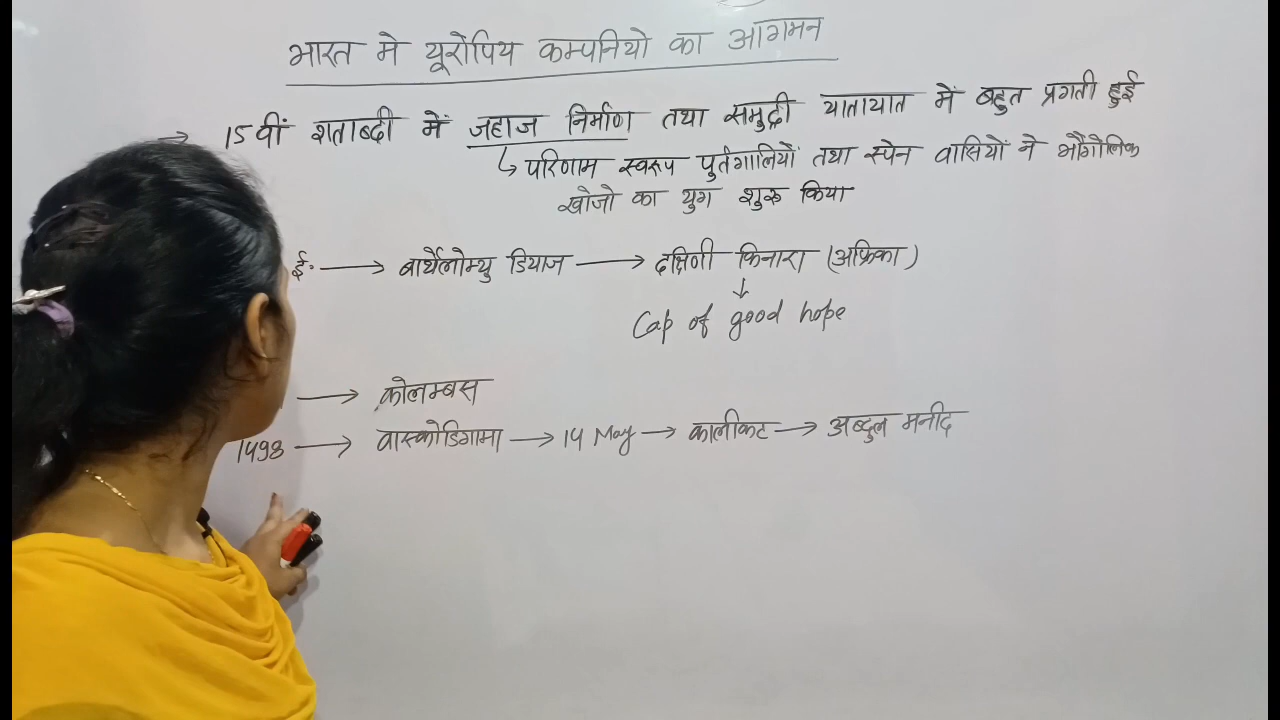 भारत मे यूरोपिय कम्पनियो का आगमन
→ 15वीं शताब्दी में जहाज निर्माण तथा समुद्री यातायात में बहुत प्रगती हुई
↳ परिणाम स्वरूप पुर्तगालियों तथा स्पेन वासियों ने भौगोलिक
खोजो का युग शुरू किया
ई॰ → बार्थेलोम्यु डियाज → दक्षिणी किनारा (अफ्रिका)
↓
Cap of good hope
→ कोलम्बस
1498 → वास्कोडिगामा → 14 May → कालीकट → अब्दुल मनीद